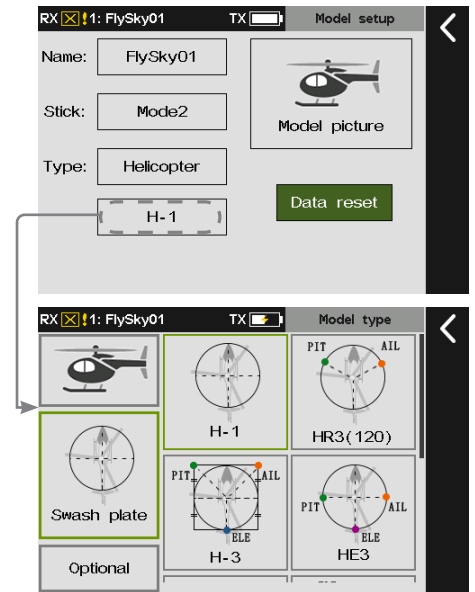 RX ! 1: FlySky01 TX Model setup
Name: FlySky01
Stick: Mode2
Model picture
Type: Helicopter
Data reset
H-1
RX ! 1: FlySky01 TX Model type
PIT AIL
H-1
HR3(120)
PIT AIL
PIT AIL
Swash plate
ELE
ELE
H-3
HE3
Optional